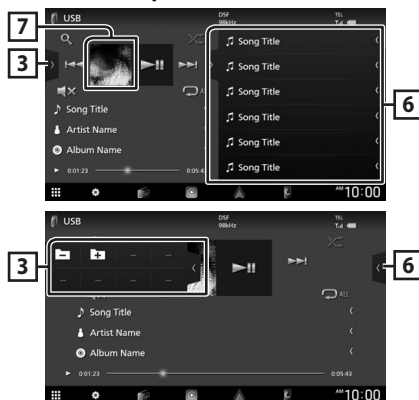 7
USB
DSF
98kHz
TEL
3
Song Title
Song Title
Song Title
Song Title
Song Title
Song Title
6
ALL
Song Title
Artist Name
Album Name
0:01:23
0:05:43
AM 10:00
USB
DSF
98kHz
TEL
3
6
ALL
Song Title
Artist Name
Album Name
0:01:23
0:05:43
AM 10:00